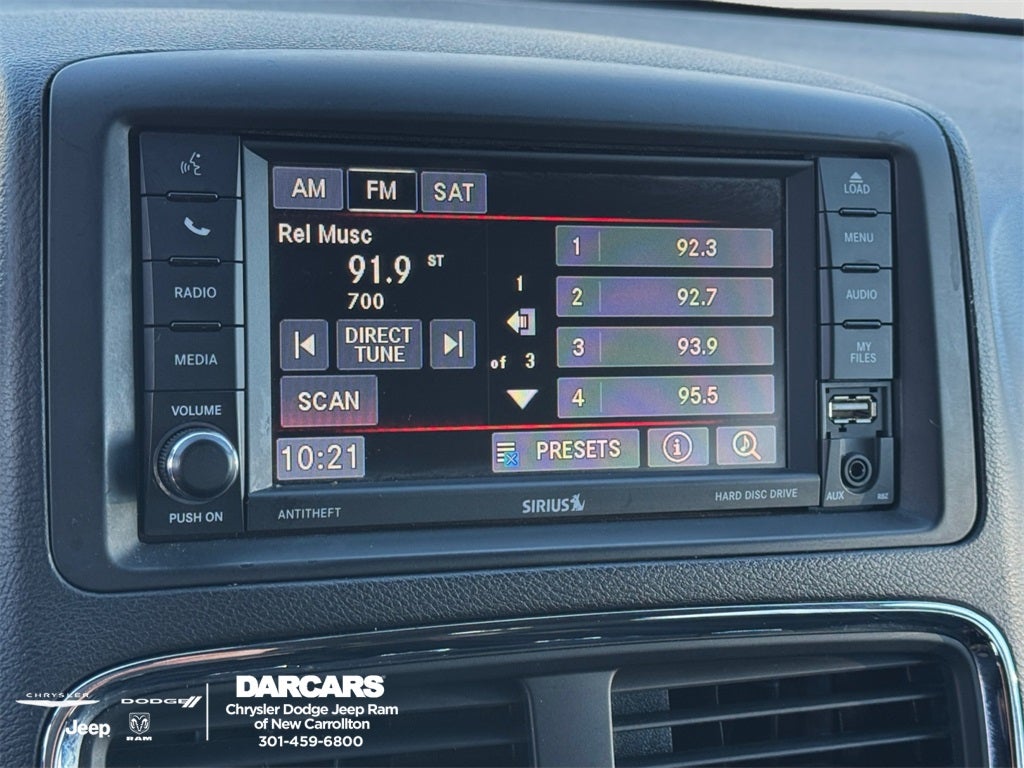 AM FM SAT
Rel Musc
91.9 ST
700
DIRECT
TUNE
SCAN
10:21
1
of 3
1 92.3
2 92.7
3 93.9
4 95.5
PRESETS
i
RADIO
MEDIA
VOLUME
PUSH ON
LOAD
MENU
AUDIO
MY
FILES
AUX RBZ
ANTITHEFT
SIRIUS
HARD DISC DRIVE
CHRYSLER
DODGE
Jeep
RAM
DARCARS
Chrysler Dodge Jeep Ram
of New Carrollton
301-459-6800